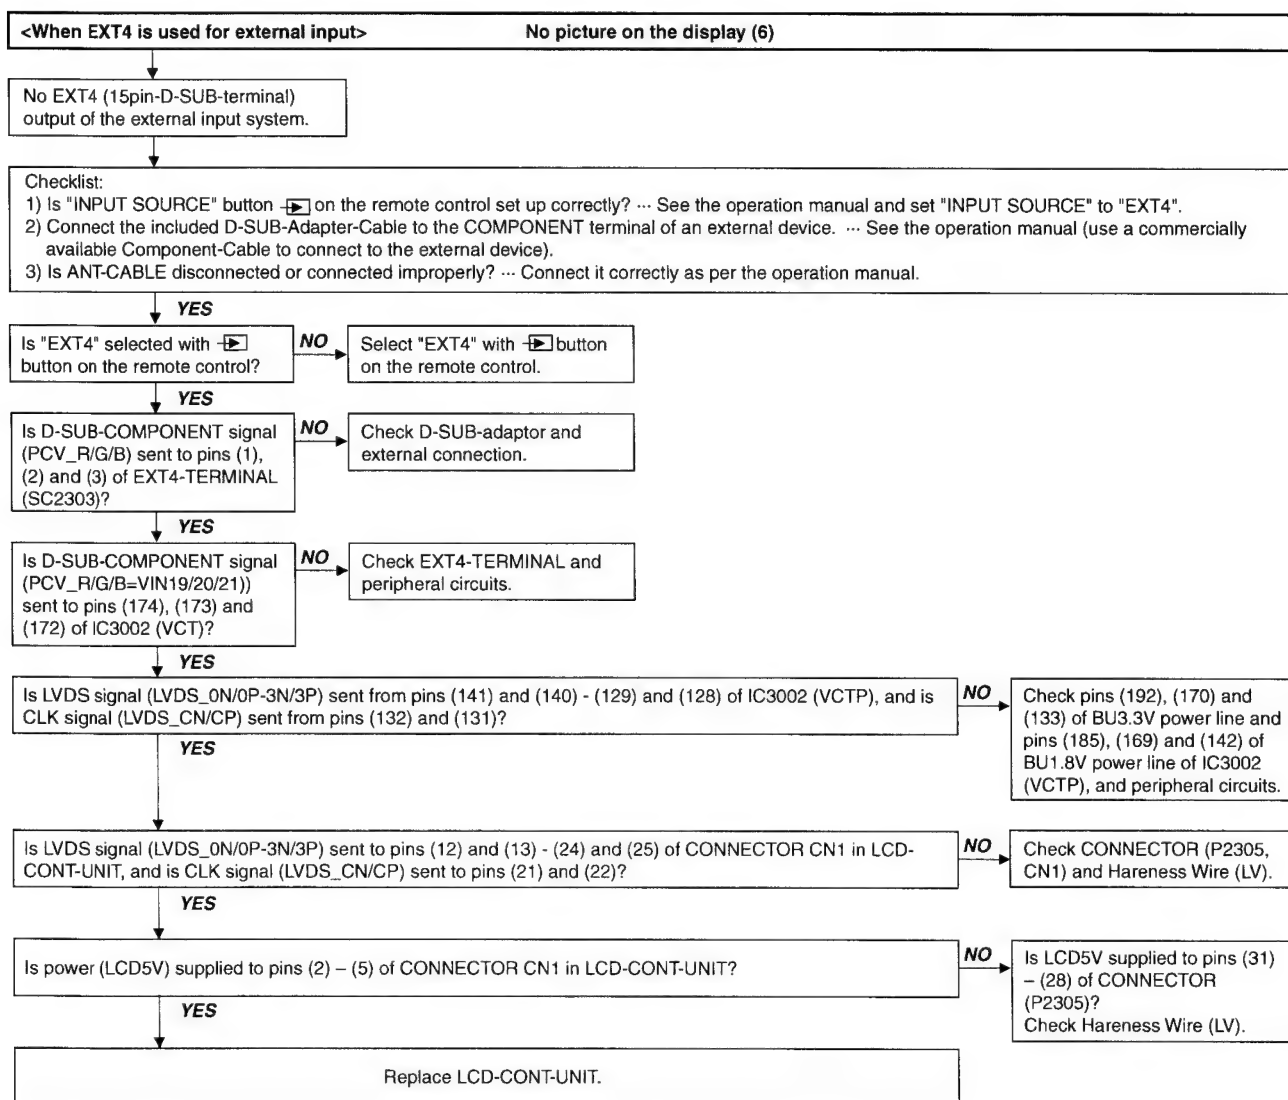 <When EXT4 is used for external input> No picture on the display (6)
No EXT4 (15pin-D-SUB-terminal)
output of the external input system.
Checklist:
1) Is "INPUT SOURCE" button on the remote control set up correctly? ··· See the operation manual and set "INPUT SOURCE" to "EXT4".
2) Connect the included D-SUB-Adapter-Cable to the COMPONENT terminal of an external device. ··· See the operation manual (use a commercially
available Component-Cable to connect to the external device).
3) Is ANT-CABLE disconnected or connected improperly? ··· Connect it correctly as per the operation manual.
YES
Is "EXT4" selected with
button on the remote control?
NO
Select "EXT4" with button
on the remote control.
YES
Is D-SUB-COMPONENT signal
(PCV_R/G/B) sent to pins (1),
(2) and (3) of EXT4-TERMINAL
(SC2303)?
NO
Check D-SUB-adaptor and
external connection.
YES
Is D-SUB-COMPONENT signal
(PCV_R/G/B=VIN19/20/21))
sent to pins (174), (173) and
(172) of IC3002 (VCT)?
NO
Check EXT4-TERMINAL and
peripheral circuits.
YES
Is LVDS signal (LVDS_0N/0P-3N/3P) sent from pins (141) and (140) - (129) and (128) of IC3002 (VCTP), and is
CLK signal (LVDS_CN/CP) sent from pins (132) and (131)?
NO
Check pins (192), (170) and
(133) of BU3.3V power line and
pins (185), (169) and (142) of
BU1.8V power line of IC3002
(VCTP), and peripheral circuits.
YES
Is LVDS signal (LVDS_0N/0P-3N/3P) sent to pins (12) and (13) - (24) and (25) of CONNECTOR CN1 in LCD-
CONT-UNIT, and is CLK signal (LVDS_CN/CP) sent to pins (21) and (22)?
NO
Check CONNECTOR (P2305,
CN1) and Hareness Wire (LV).
YES
Is power (LCD5V) supplied to pins (2) – (5) of CONNECTOR CN1 in LCD-CONT-UNIT?
NO
Is LCD5V supplied to pins (31)
– (28) of CONNECTOR
(P2305)?
Check Hareness Wire (LV).
YES
Replace LCD-CONT-UNIT.